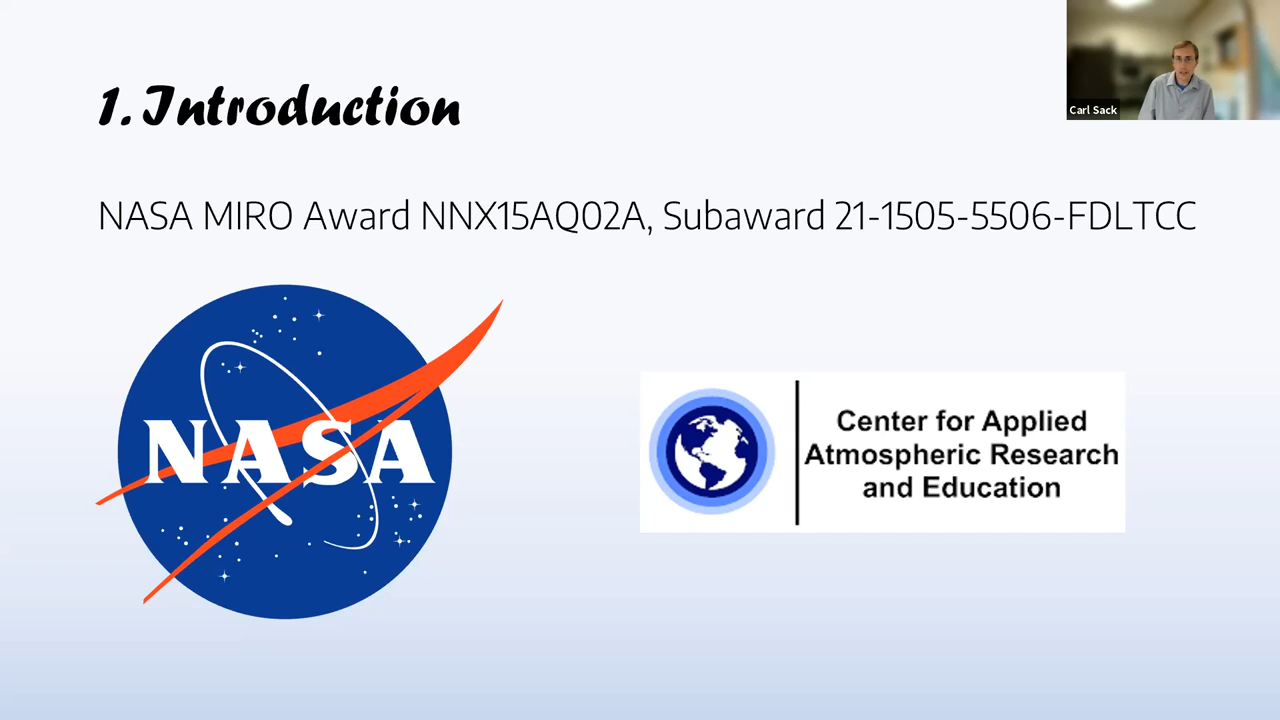 1. Introduction
Carl Sack
NASA MIRO Award NNX15AQ02A, Subaward 21-1505-5506-FDLTCC
NASA
Center for Applied
Atmospheric Research
and Education